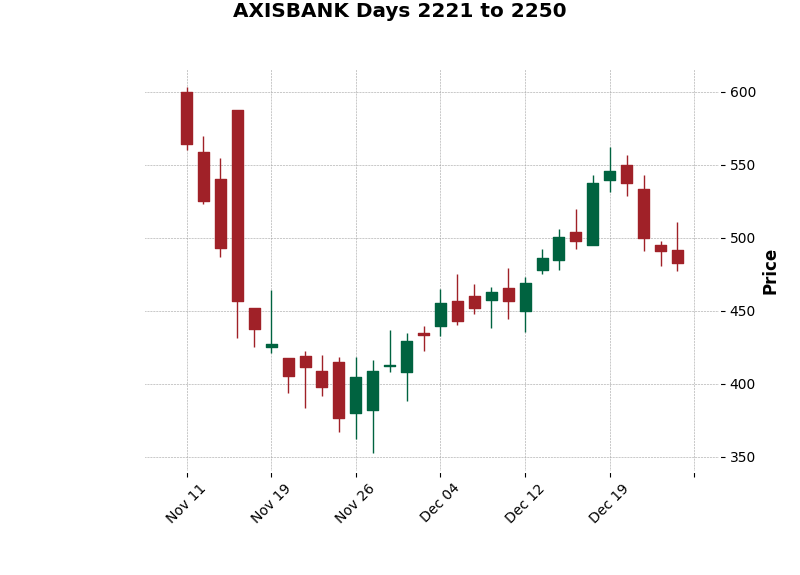 AXISBANK Days 2221 to 2250
600
550
500
450
400
350
Price
Nov 11
Nov 19
Nov 26
Dec 04
Dec 12
Dec 19